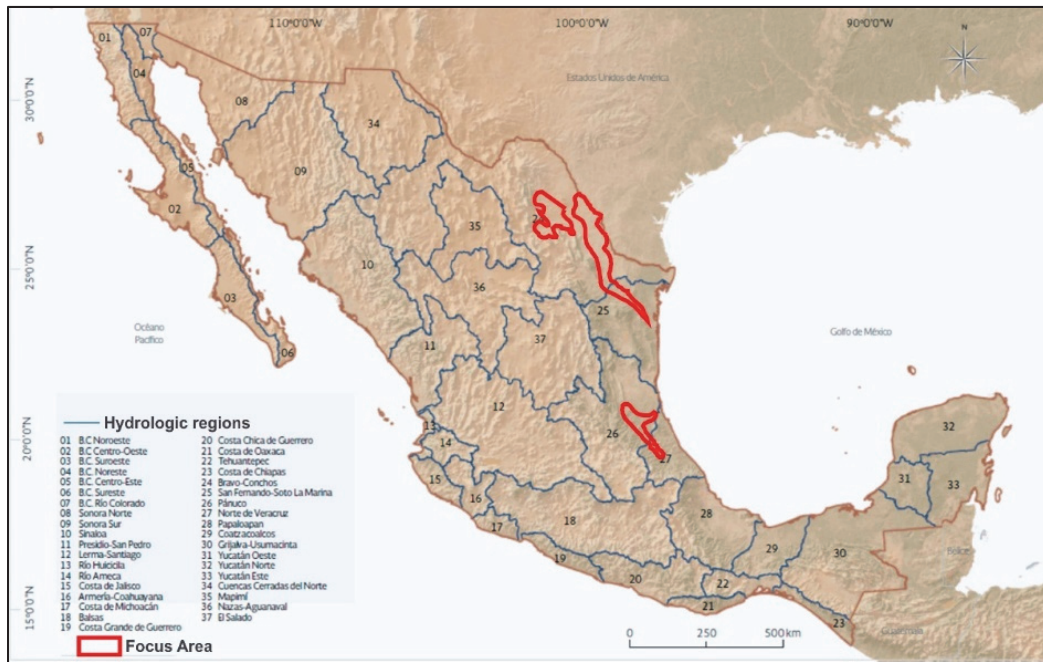 110°0'0"W 100°0'0"W 90°0'0"W
N
30°0'0"N
25°0'0"N
20°0'0"N
15°0'0"N
Estados Unidos de América
Océano
Pacífico
Golfo de México
Belice
Guatemala
01
07
04
08
34
09
05
02
35
10
36
03
25
06
37
11
12
26
13
27
14
15
16
18
28
17
19
20
21
22
29
30
23
31
32
33
Hydrologic regions
01 B.C Noroeste
02 B.C Centro-Oeste
03 B.C. Suroeste
04 B.C. Noreste
05 B.C. Centro-Este
06 B.C. Sureste
07 B.C. Río Colorado
08 Sonora Norte
09 Sonora Sur
10 Sinaloa
11 Presidio-San Pedro
12 Lerma-Santiago
13 Río Huicicila
14 Río Ameca
15 Costa de Jalisco
16 Armería-Coahuayana
17 Costa de Michoacán
18 Balsas
19 Costa Grande de Guerrero
20 Costa Chica de Guerrero
21 Costa de Oaxaca
22 Tehuantepec
23 Costa de Chiapas
24 Bravo-Conchos
25 San Fernando-Soto La Marina
26 Pánuco
27 Norte de Veracruz
28 Papaloapan
29 Coatzacoalcos
30 Grijalva-Usumacinta
31 Yucatán Oeste
32 Yucatán Norte
33 Yucatán Este
34 Cuencas Cerradas del Norte
35 Mapimí
36 Nazas-Aguanaval
37 El Salado
Focus Area
0 250 500 km